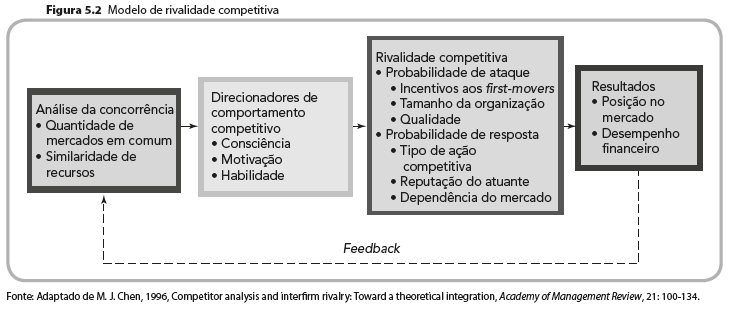 Figura 5.2 Modelo de rivalidade competitiva
Análise da concorrência
• Quantidade de
mercados em comum
• Similaridade de
recursos
Direcionadores de
comportamento
competitivo
• Consciência
• Motivação
• Habilidade
Rivalidade competitiva
• Probabilidade de ataque
• Incentivos aos first-movers
• Tamanho da organização
• Qualidade
• Probabilidade de resposta
• Tipo de ação
competitiva
• Reputação do atuante
• Dependência do mercado
Resultados
• Posição no
mercado
• Desempenho
financeiro
Feedback
Fonte: Adaptado de M. J. Chen, 1996, Competitor analysis and interfirm rivalry: Toward a theoretical integration, Academy of Management Review, 21: 100-134.